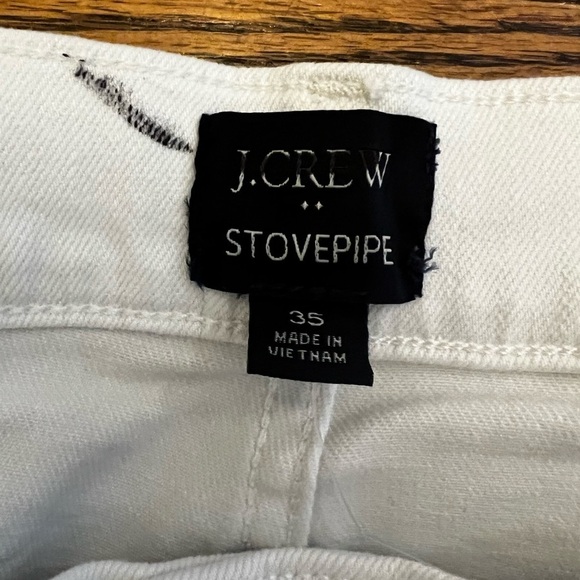 J.CREW
STOVEPIPE
35
MADE IN
VIETNAM